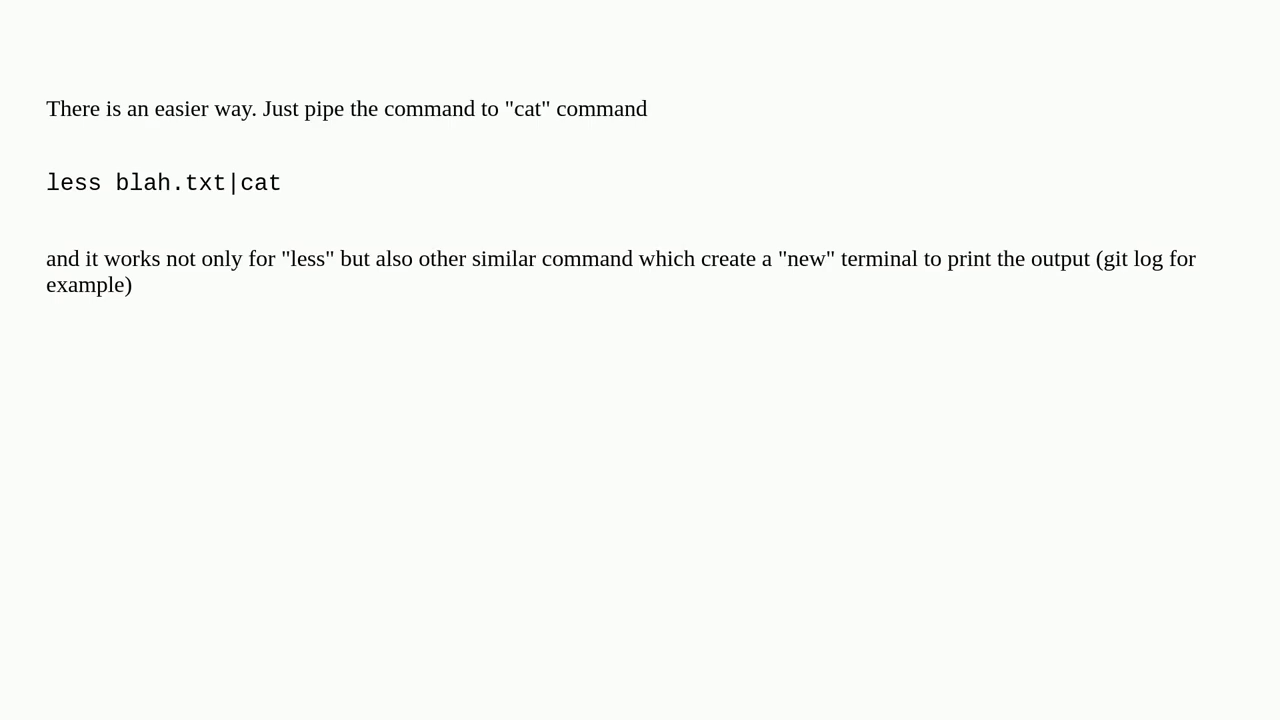 There is an easier way. Just pipe the command to "cat" command
less blah.txt|cat
and it works not only for "less" but also other similar command which create a "new" terminal to print the output (git log for
example)